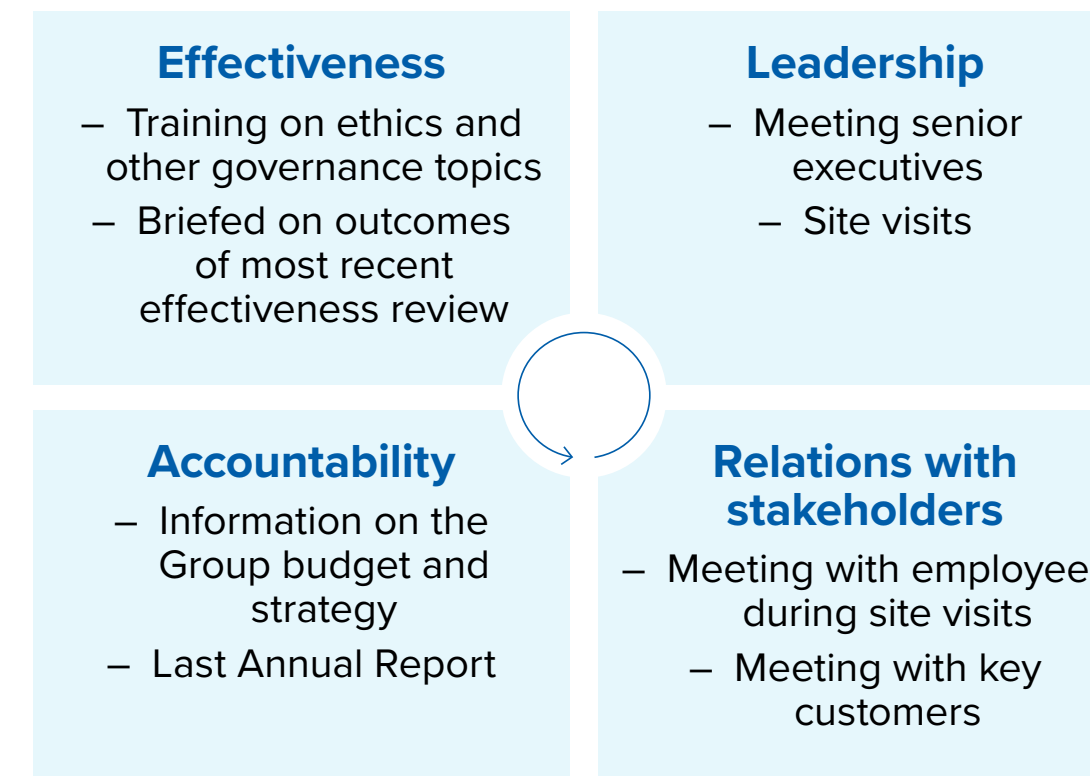 Effectiveness
– Training on ethics and
other governance topics
– Briefed on outcomes
of most recent
effectiveness review
Leadership
– Meeting senior
executives
– Site visits
Accountability
– Information on the
Group budget and
strategy
– Last Annual Report
Relations with
stakeholders
– Meeting with employee
during site visits
– Meeting with key
customers